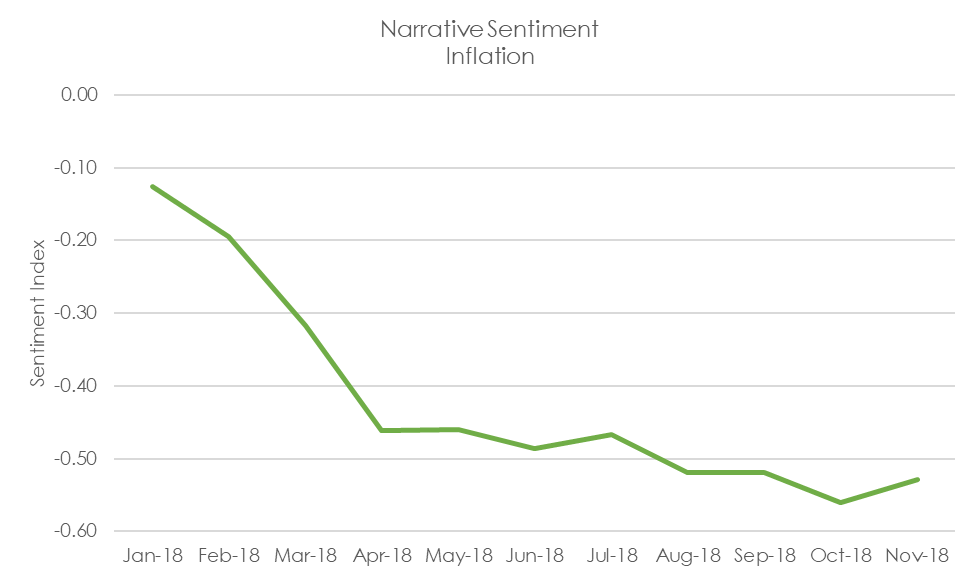 Narrative Sentiment
Inflation
Sentiment Index
0.00
-0.10
-0.20
-0.30
-0.40
-0.50
-0.60
Jan-18 Feb-18 Mar-18 Apr-18 May-18 Jun-18 Jul-18 Aug-18 Sep-18 Oct-18 Nov-18